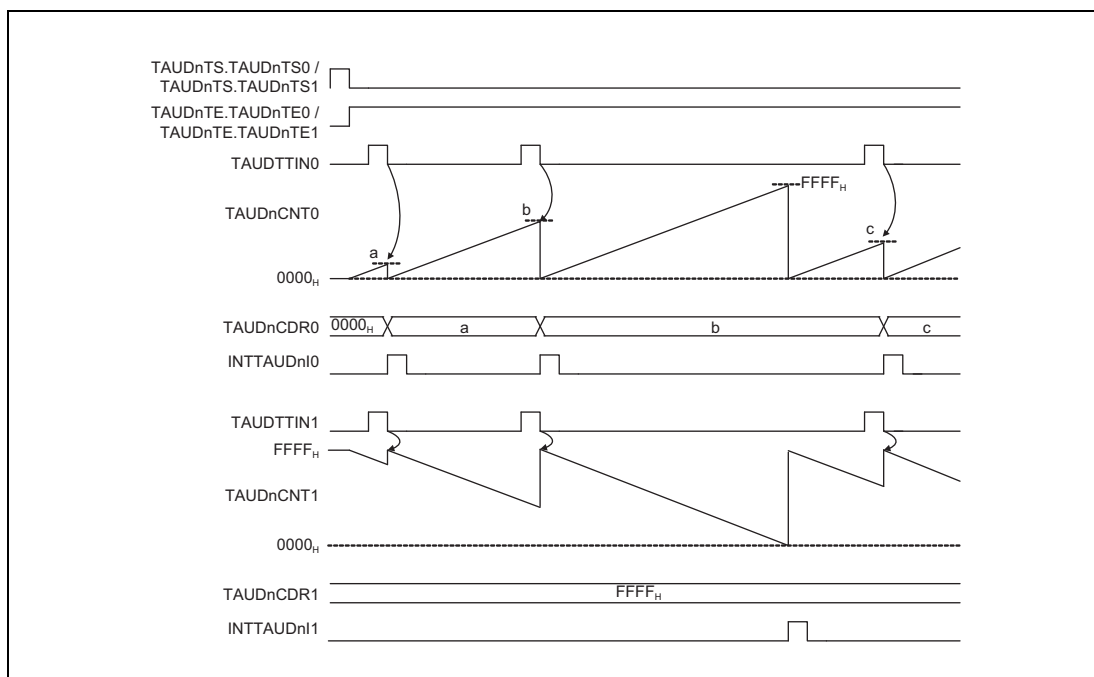 TAUDnTS.TAUDnTS0 /
TAUDnTS.TAUDnTS1
TAUDnTE.TAUDnTE0 /
TAUDnTE.TAUDnTE1
TAUDTTIN0
FFFFH
TAUDnCNT0
b
c
a
0000H
TAUDnCDR0
0000H
a
b
c
INTTAUDnI0
TAUDTTIN1
FFFFH
TAUDnCNT1
0000H
TAUDnCDR1
FFFFH
INTTAUDnI1